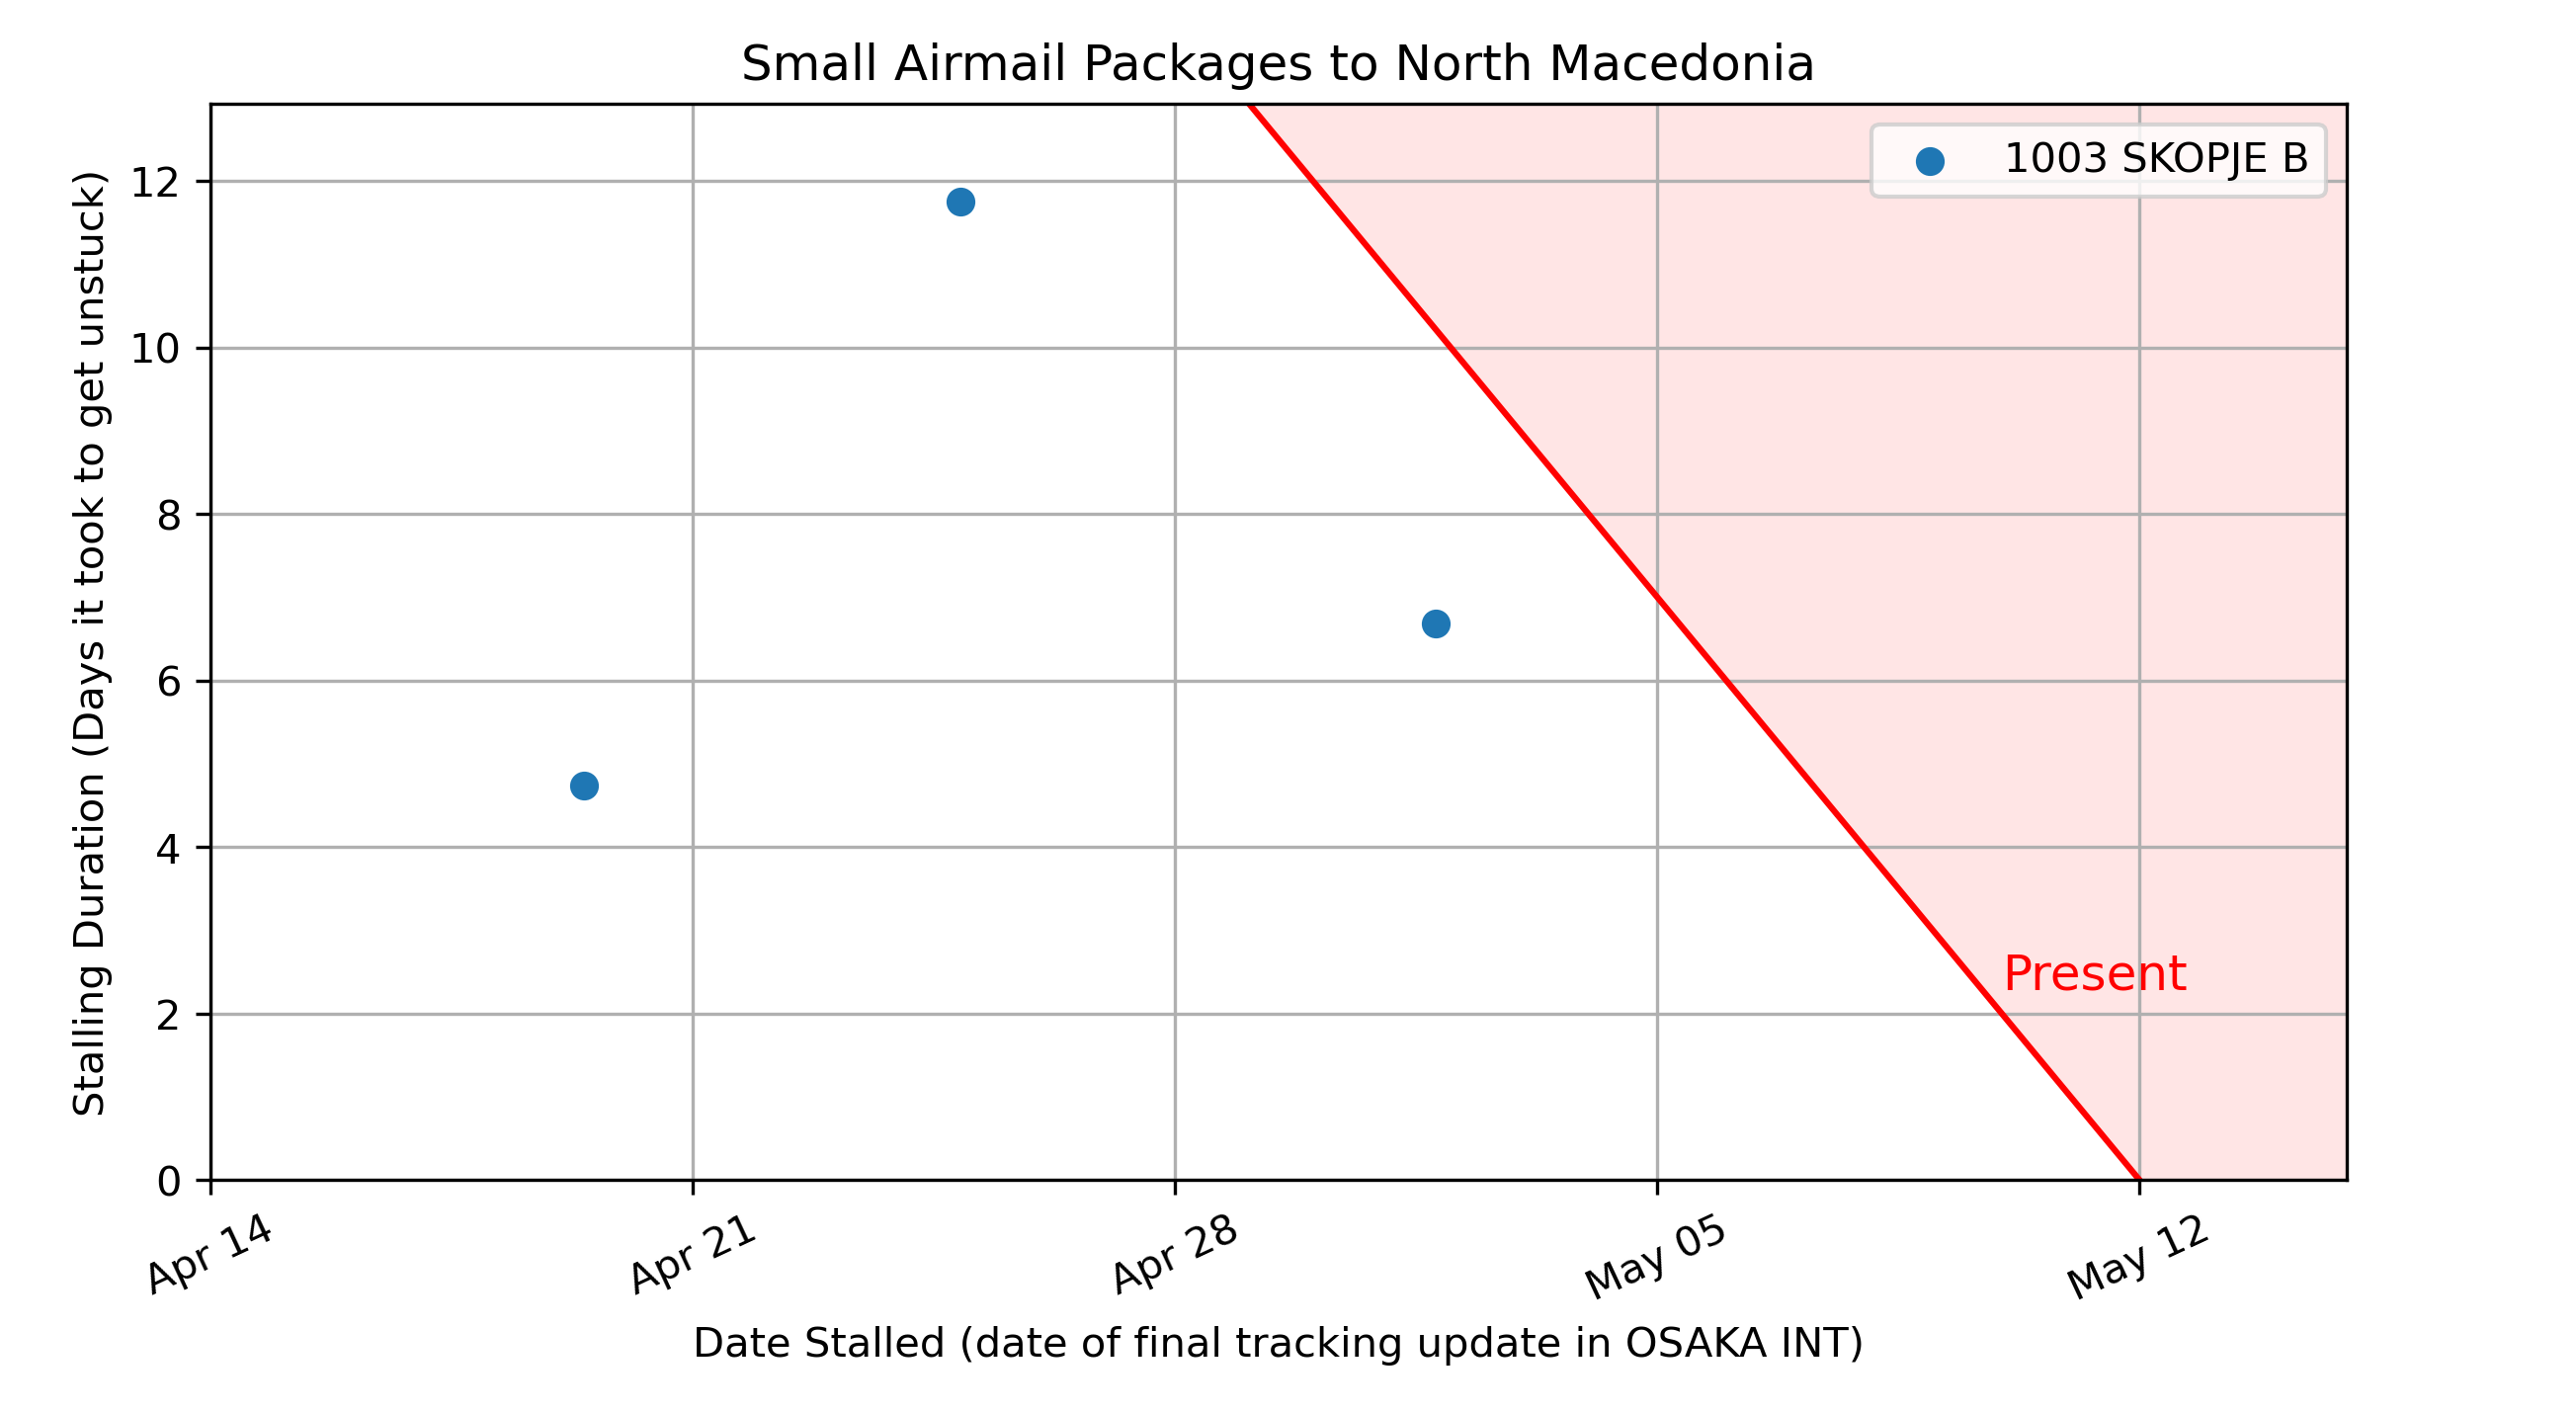 Small Airmail Packages to North Macedonia
1003 SKOPJE B
Stalling Duration (Days it took to get unstuck)
12
10
8
6
4
2
0
Present
Apr 14
Apr 21
Apr 28
May 05
May 12
Date Stalled (date of final tracking update in OSAKA INT)